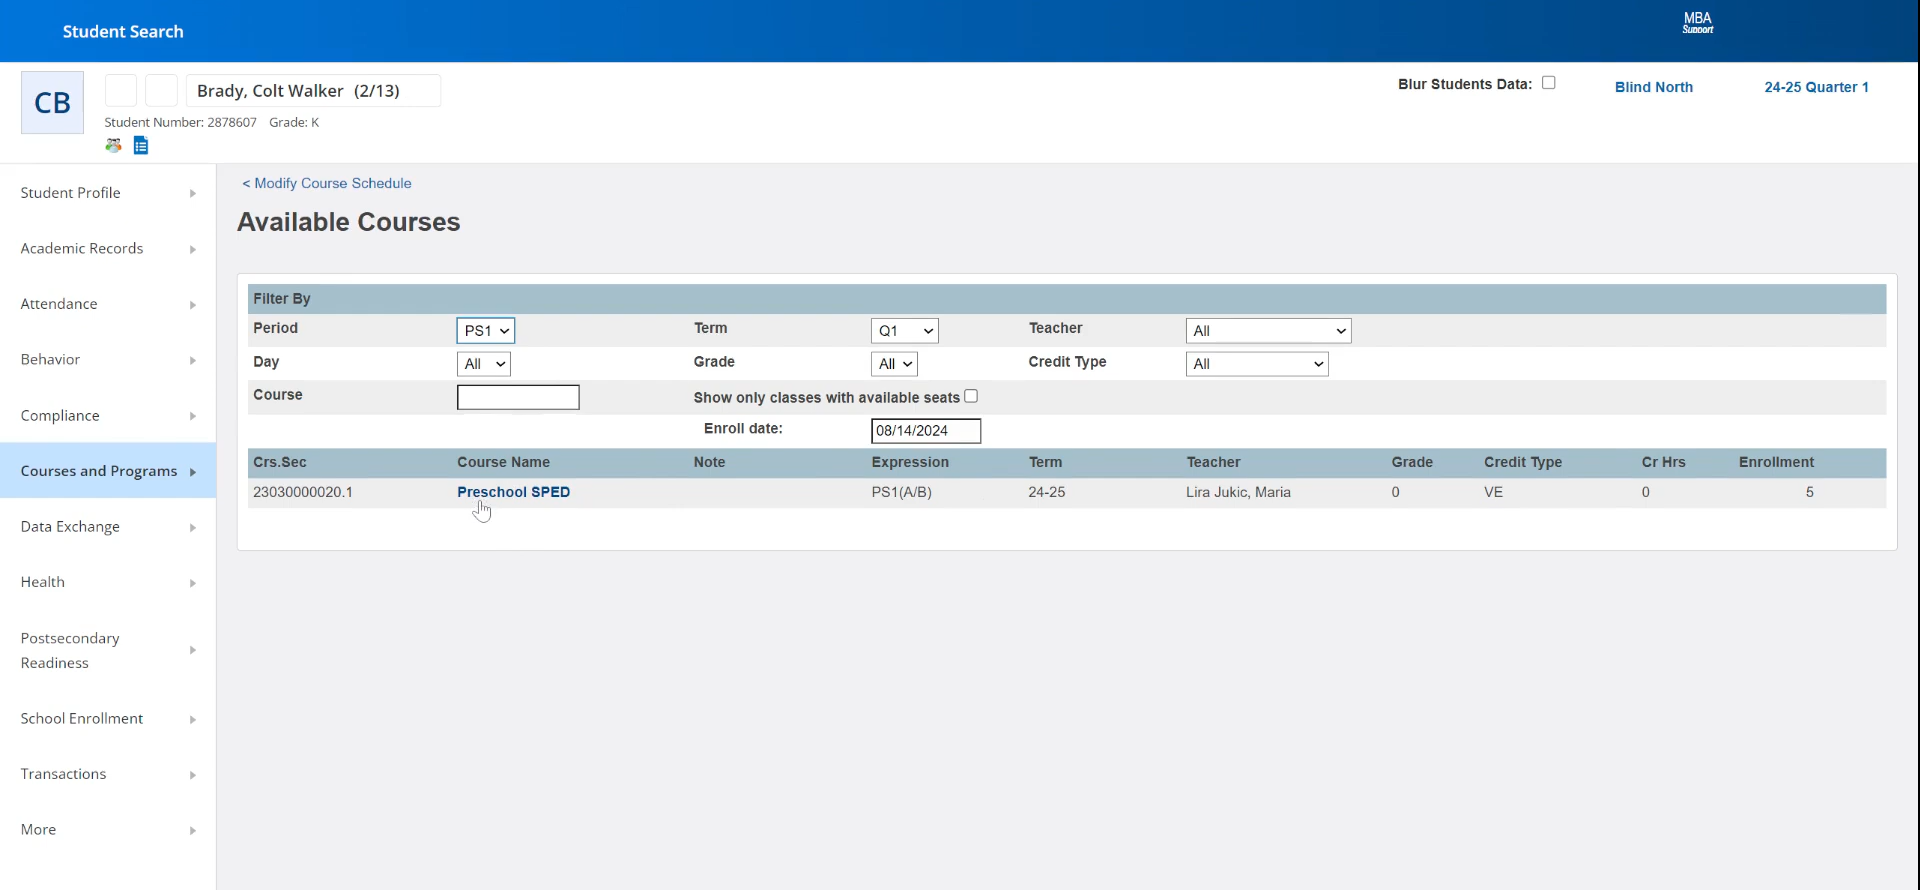 Student Search
MBA
Support
CB
Brady, Colt Walker (2/13)
Student Number: 2878607 Grade: K
Blur Students Data:
Blind North
24-25 Quarter 1
Student Profile
Academic Records
Attendance
Behavior
Compliance
Courses and Programs
Data Exchange
Health
Postsecondary
Readiness
School Enrollment
Transactions
More
< Modify Course Schedule
Available Courses
Filter By
Period PS1 Term Q1 Teacher All
Day All Grade All Credit Type All
Course Show only classes with available seats
Enroll date: 08/14/2024
Crs.Sec Course Name Note Expression Term Teacher Grade Credit Type Cr Hrs Enrollment
23030000020.1 Preschool SPED PS1(A/B) 24-25 Lira Jukic, Maria 0 VE 0 5